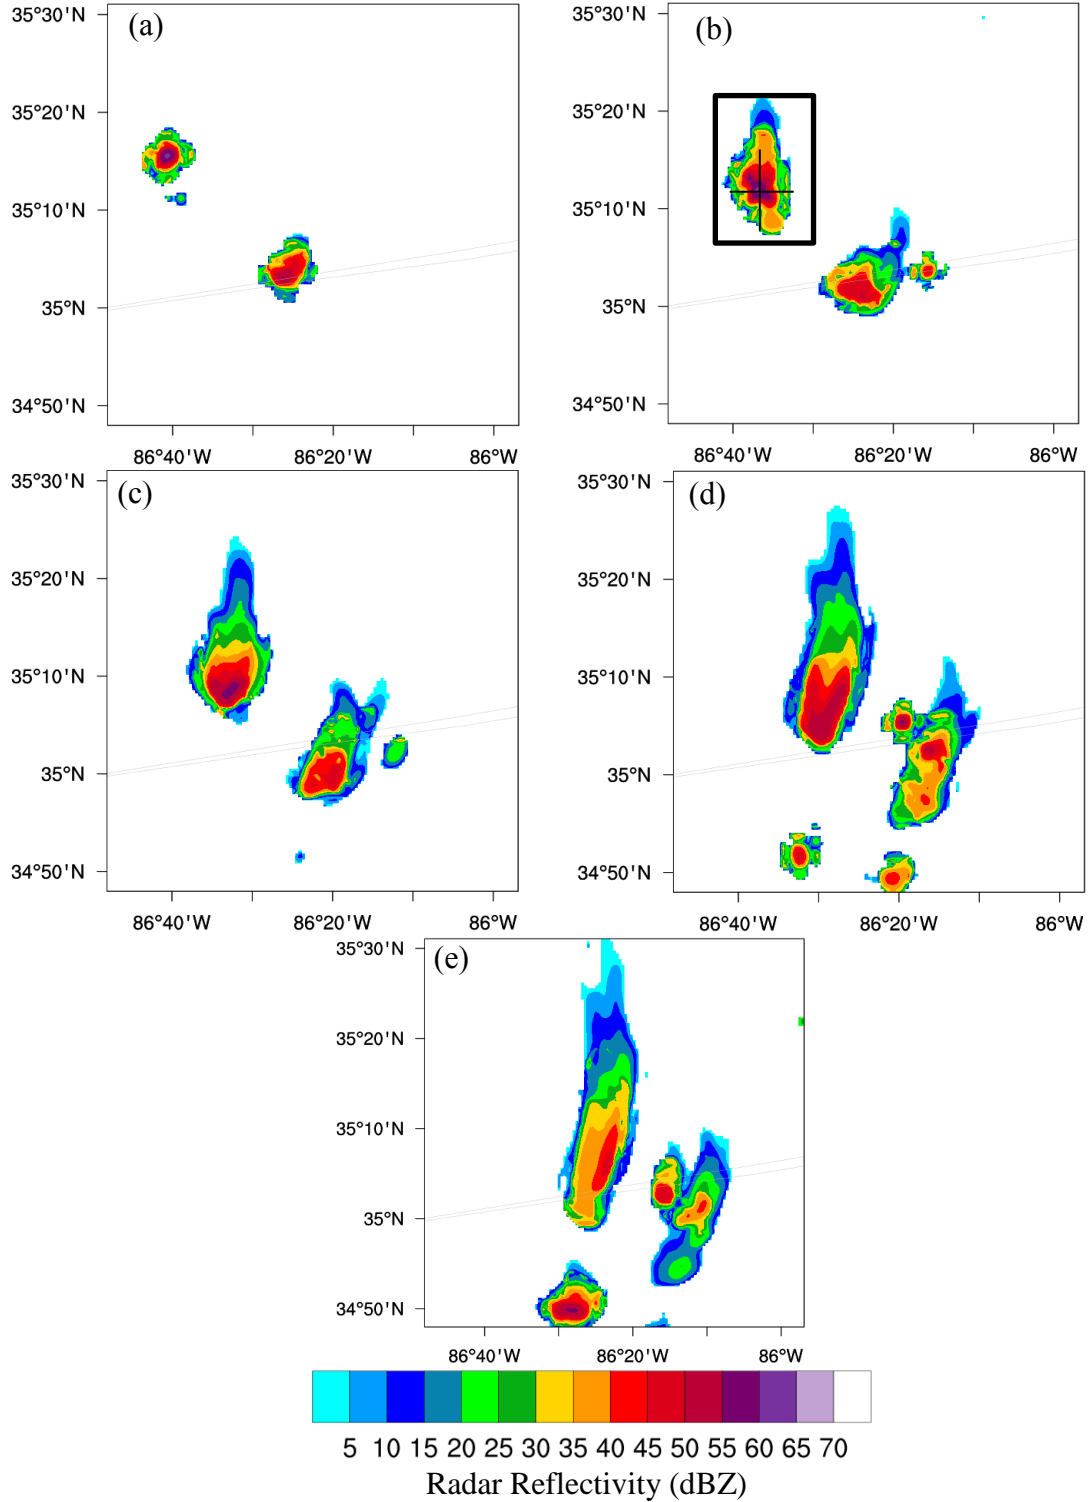 (a)
35°30'N
35°20'N
35°10'N
35°N
34°50'N
86°40'W 86°20'W 86°W
(b)
35°30'N
35°20'N
35°10'N
35°N
34°50'N
86°40'W 86°20'W 86°W
(c)
35°30'N
35°20'N
35°10'N
35°N
34°50'N
86°40'W 86°20'W 86°W
(d)
35°30'N
35°20'N
35°10'N
35°N
34°50'N
86°40'W 86°20'W 86°W
(e)
35°30'N
35°20'N
35°10'N
35°N
34°50'N
86°40'W 86°20'W 86°W
5 10 15 20 25 30 35 40 45 50 55 60 65 70
Radar Reflectivity (dBZ)